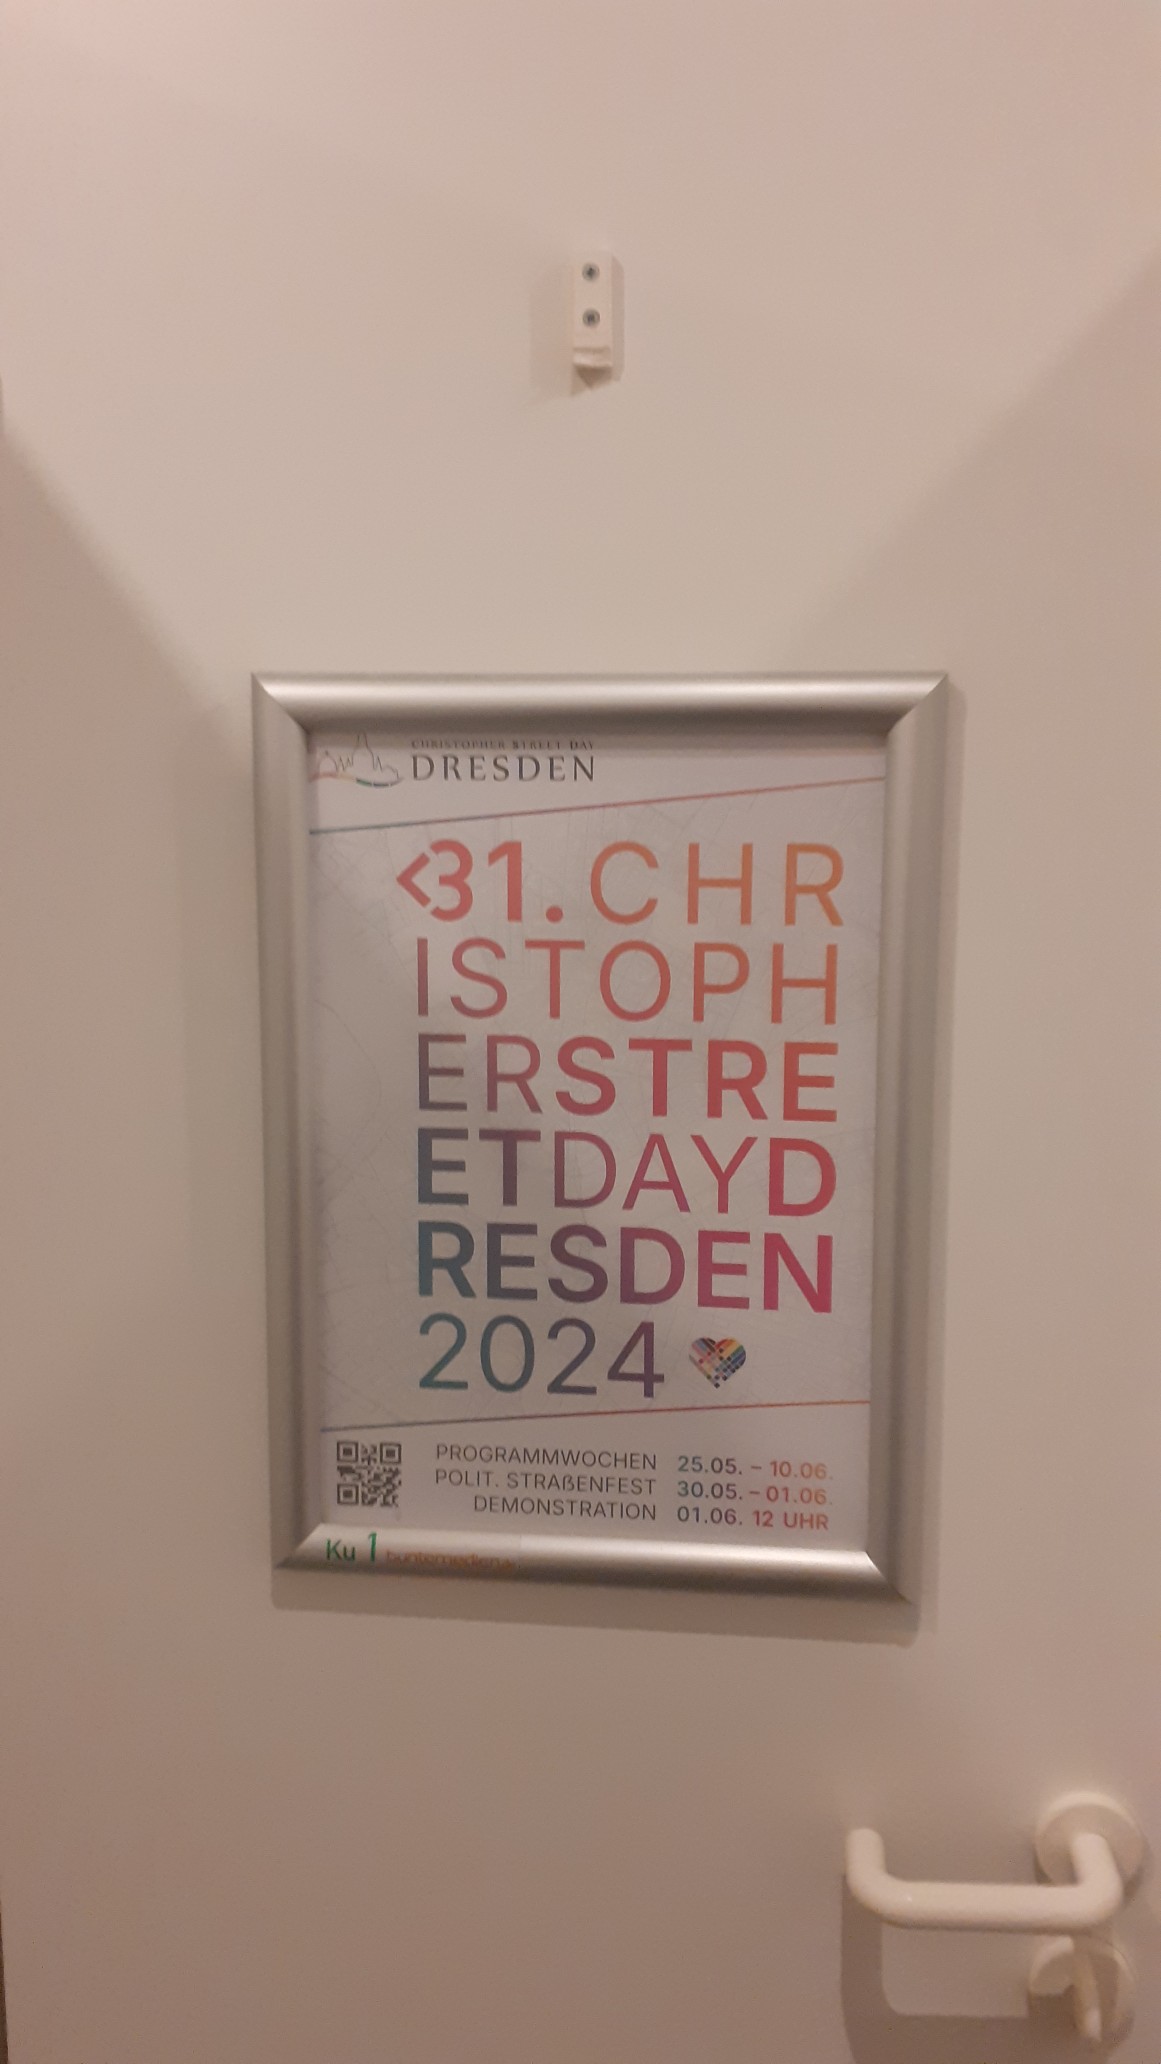 CHRISTOPHER STREET DAY
DRESDEN
<31. CHR
ISTOPH
ERSTRE
ETDAYD
RESDEN
2024
PROGRAMMWOCHEN 25.05. – 10.06.
POLIT. STRAßENFEST 30.05. – 01.06.
DEMONSTRATION 01.06. 12 UHR
Ku 1